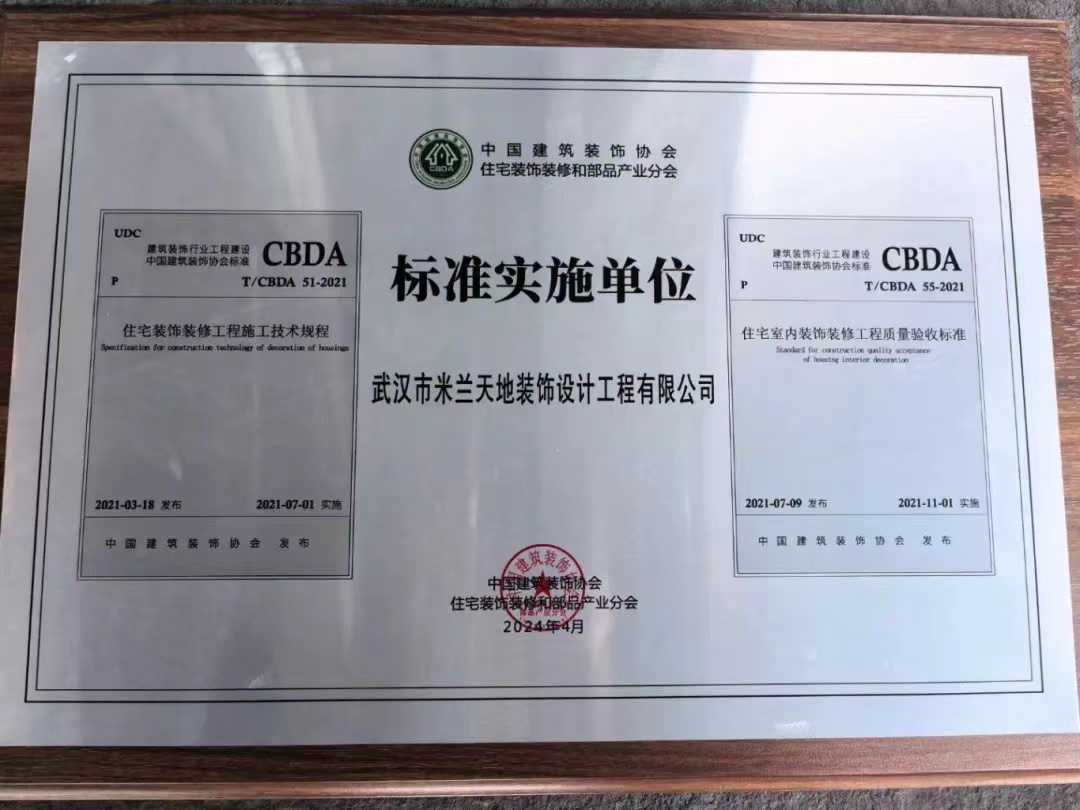 中国建筑装饰协会
住宅装饰装修和部品产业分会
CBDA
标准实施单位
武汉市米兰天地装饰设计工程有限公司
UDC
建筑装饰行业工程建设
中国建筑装饰协会标准
CBDA
P
T/CBDA 51-2021
住宅装饰装修工程施工技术规程
Specification for construction technology of decoration of housings
2021-03-18 发布
2021-07-01 实施
中国建筑装饰协会 发布
UDC
建筑装饰行业工程建设
中国建筑装饰协会标准
CBDA
P
T/CBDA 55-2021
住宅室内装饰装修工程质量验收标准
Standard for construction quality acceptance
of housing interior decoration
2021-07-09 发布
2021-11-01 实施
中国建筑装饰协会 发布
中国建筑装饰协会
住宅装饰装修和部品产业分会
2024年4月